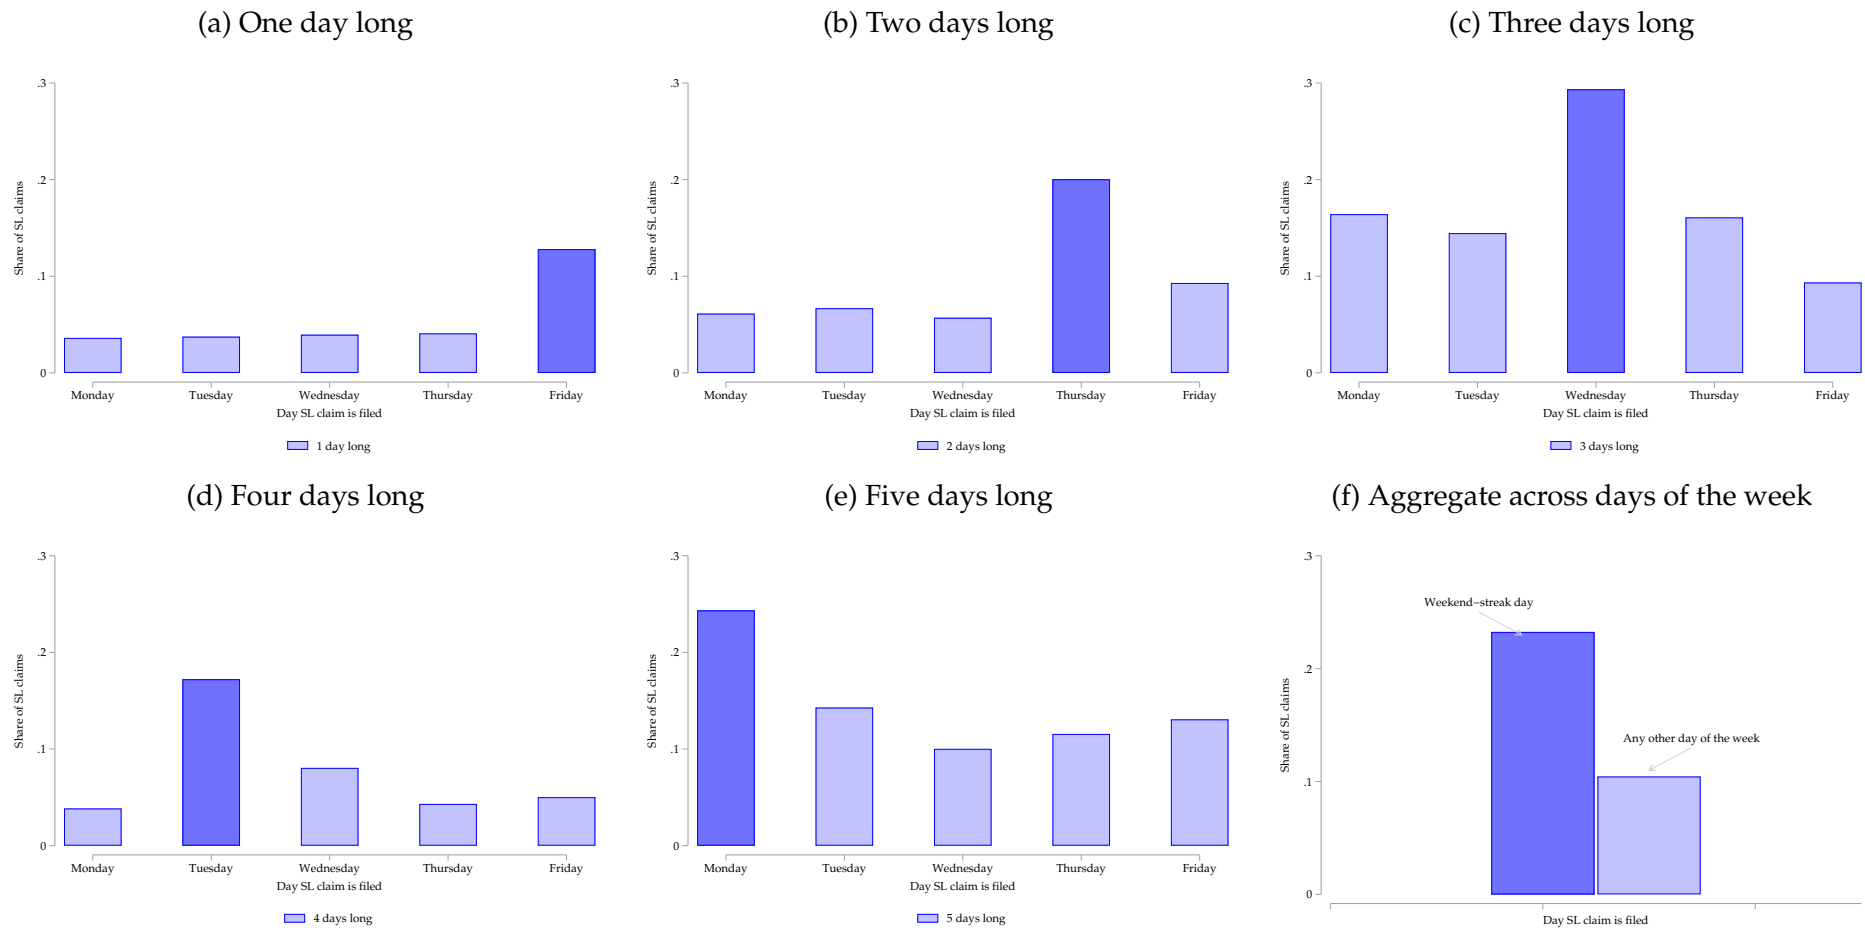 (a) One day long
.3
.2
.1
0
Share of SL claims
Monday Tuesday Wednesday Thursday Friday
Day SL claim is filed
1 day long
(b) Two days long
.3
.2
.1
0
Share of SL claims
Monday Tuesday Wednesday Thursday Friday
Day SL claim is filed
2 days long
(c) Three days long
.3
.2
.1
0
Share of SL claims
Monday Tuesday Wednesday Thursday Friday
Day SL claim is filed
3 days long
(d) Four days long
.3
.2
.1
0
Share of SL claims
Monday Tuesday Wednesday Thursday Friday
Day SL claim is filed
4 days long
(e) Five days long
.3
.2
.1
0
Share of SL claims
Monday Tuesday Wednesday Thursday Friday
Day SL claim is filed
5 days long
(f) Aggregate across days of the week
.3
.2
.1
0
Share of SL claims
Weekend−streak day
Any other day of the week
Day SL claim is filed